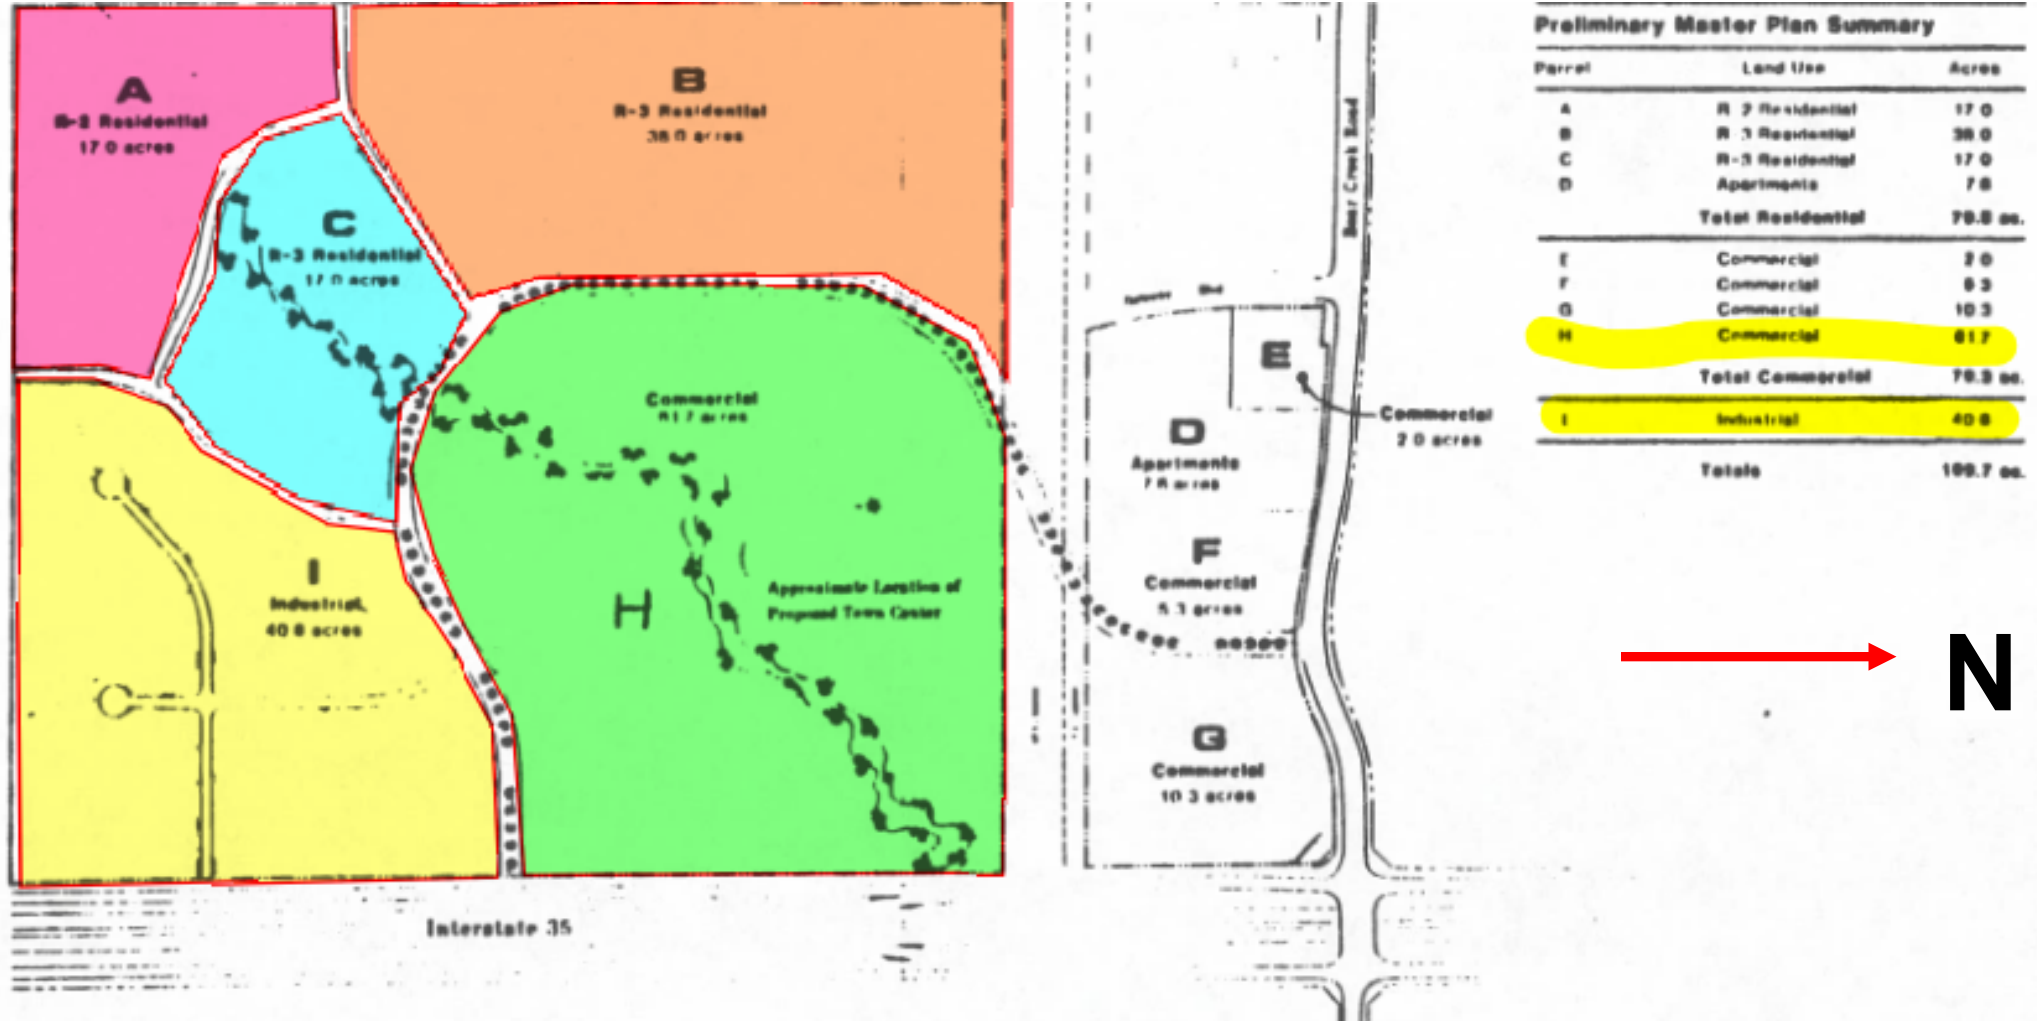 A
R-2 Residential
17.0 acres
B
R-3 Residential
38.0 acres
C
R-3 Residential
17.0 acres
Commercial
61.7 acres
H
Approximate Location of
Proposed Town Center
I
Industrial
40.6 acres
Interstate 35
Bear Creek Road
Blvd
E
Commercial
2.0 acres
D
Apartments
7.8 acres
F
Commercial
5.3 acres
G
Commercial
10.3 acres
Preliminary Master Plan Summary
Parcel Land Use Acres
A R-2 Residential 17.0
B R-3 Residential 38.0
C R-3 Residential 17.0
D Apartments 7.8
Total Residential 79.8 ac.
E Commercial 2.0
F Commercial 5.3
G Commercial 10.3
H Commercial 61.7
Total Commercial 79.3 ac.
I Industrial 40.6
Totals 199.7 ac.
N